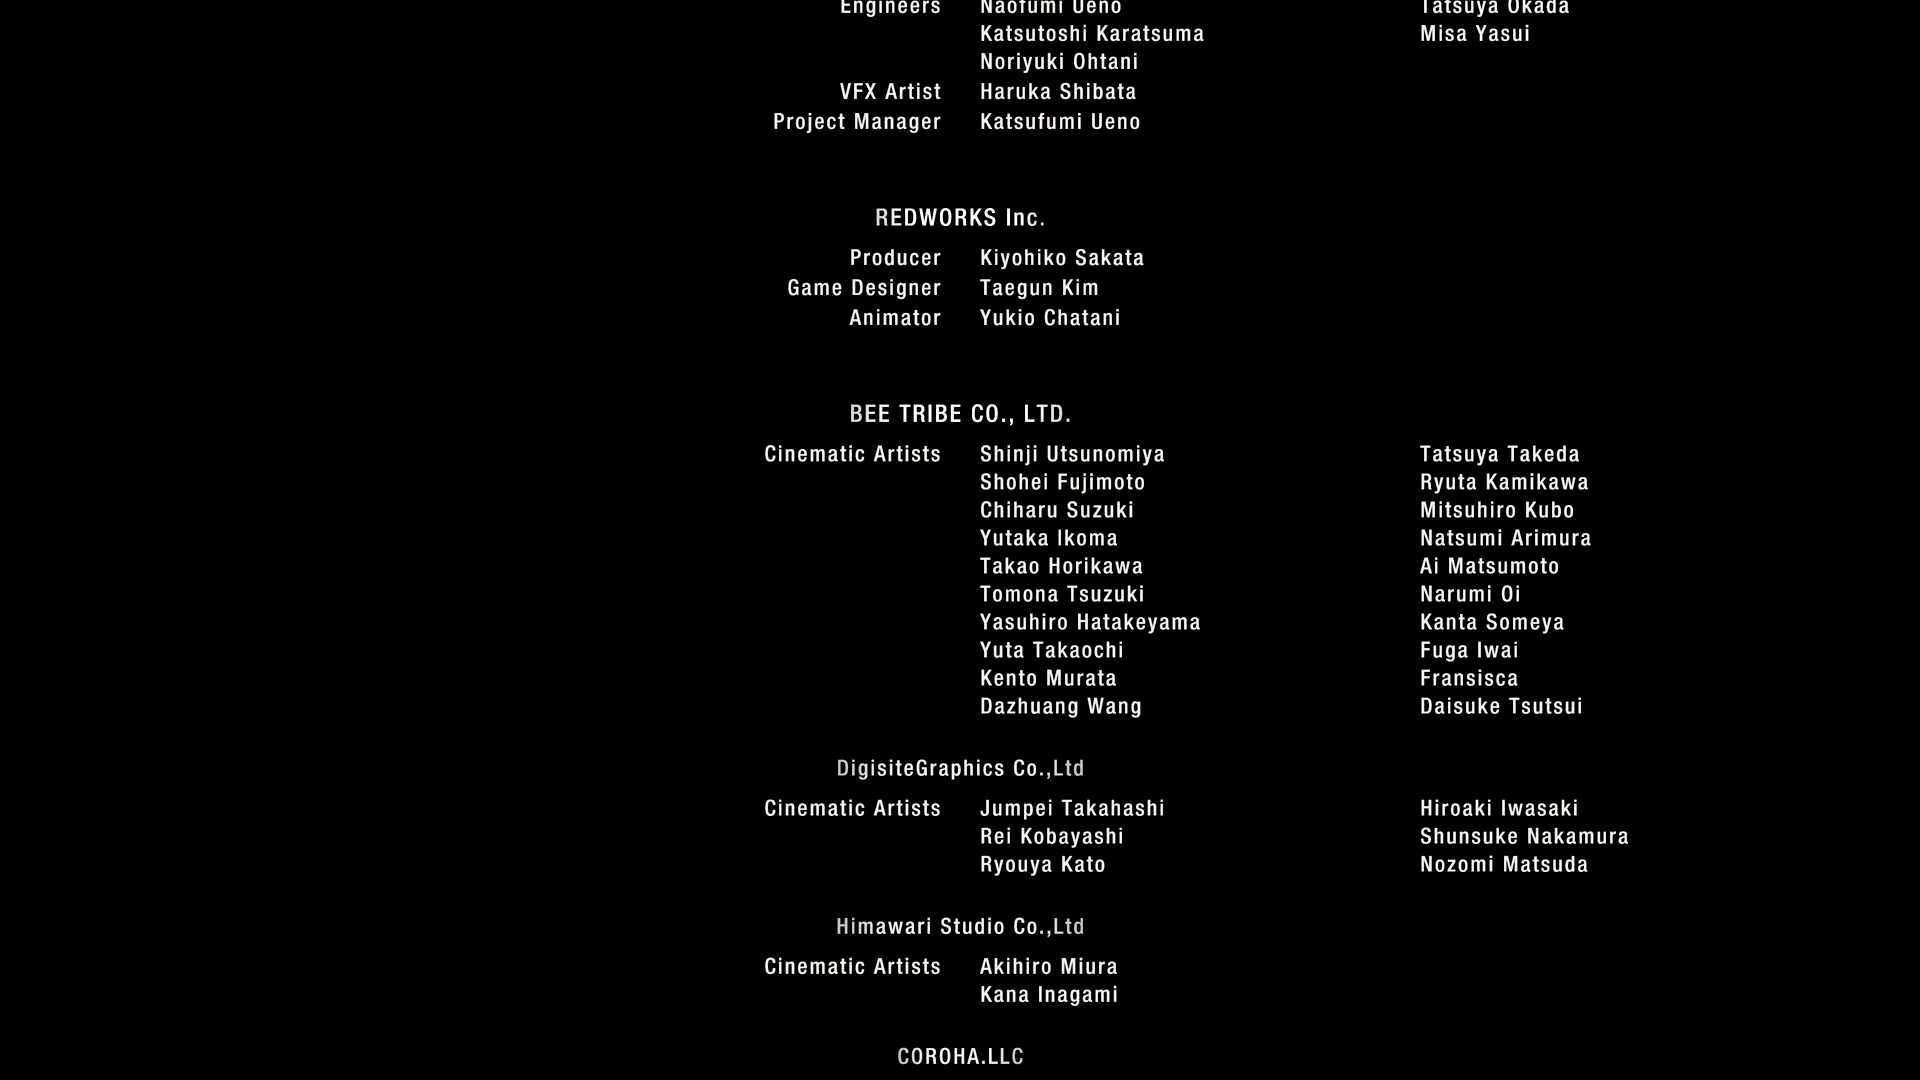 Engineers Naofumi Ueno Tatsuya Okada
Katsutoshi Karatsuma Misa Yasui
Noriyuki Ohtani
VFX Artist Haruka Shibata
Project Manager Katsufumi Ueno
REDWORKS Inc.
Producer Kiyohiko Sakata
Game Designer Taegun Kim
Animator Yukio Chatani
BEE TRIBE CO., LTD.
Cinematic Artists Shinji Utsunomiya Tatsuya Takeda
Shohei Fujimoto Ryuta Kamikawa
Chiharu Suzuki Mitsuhiro Kubo
Yutaka Ikoma Natsumi Arimura
Takao Horikawa Ai Matsumoto
Tomona Tsuzuki Narumi Oi
Yasuhiro Hatakeyama Kanta Someya
Yuta Takaochi Fuga Iwai
Kento Murata Fransisca
Dazhuang Wang Daisuke Tsutsui
DigisiteGraphics Co.,Ltd
Cinematic Artists Jumpei Takahashi Hiroaki Iwasaki
Rei Kobayashi Shunsuke Nakamura
Ryouya Kato Nozomi Matsuda
Himawari Studio Co.,Ltd
Cinematic Artists Akihiro Miura
Kana Inagami
COROHA.LLC